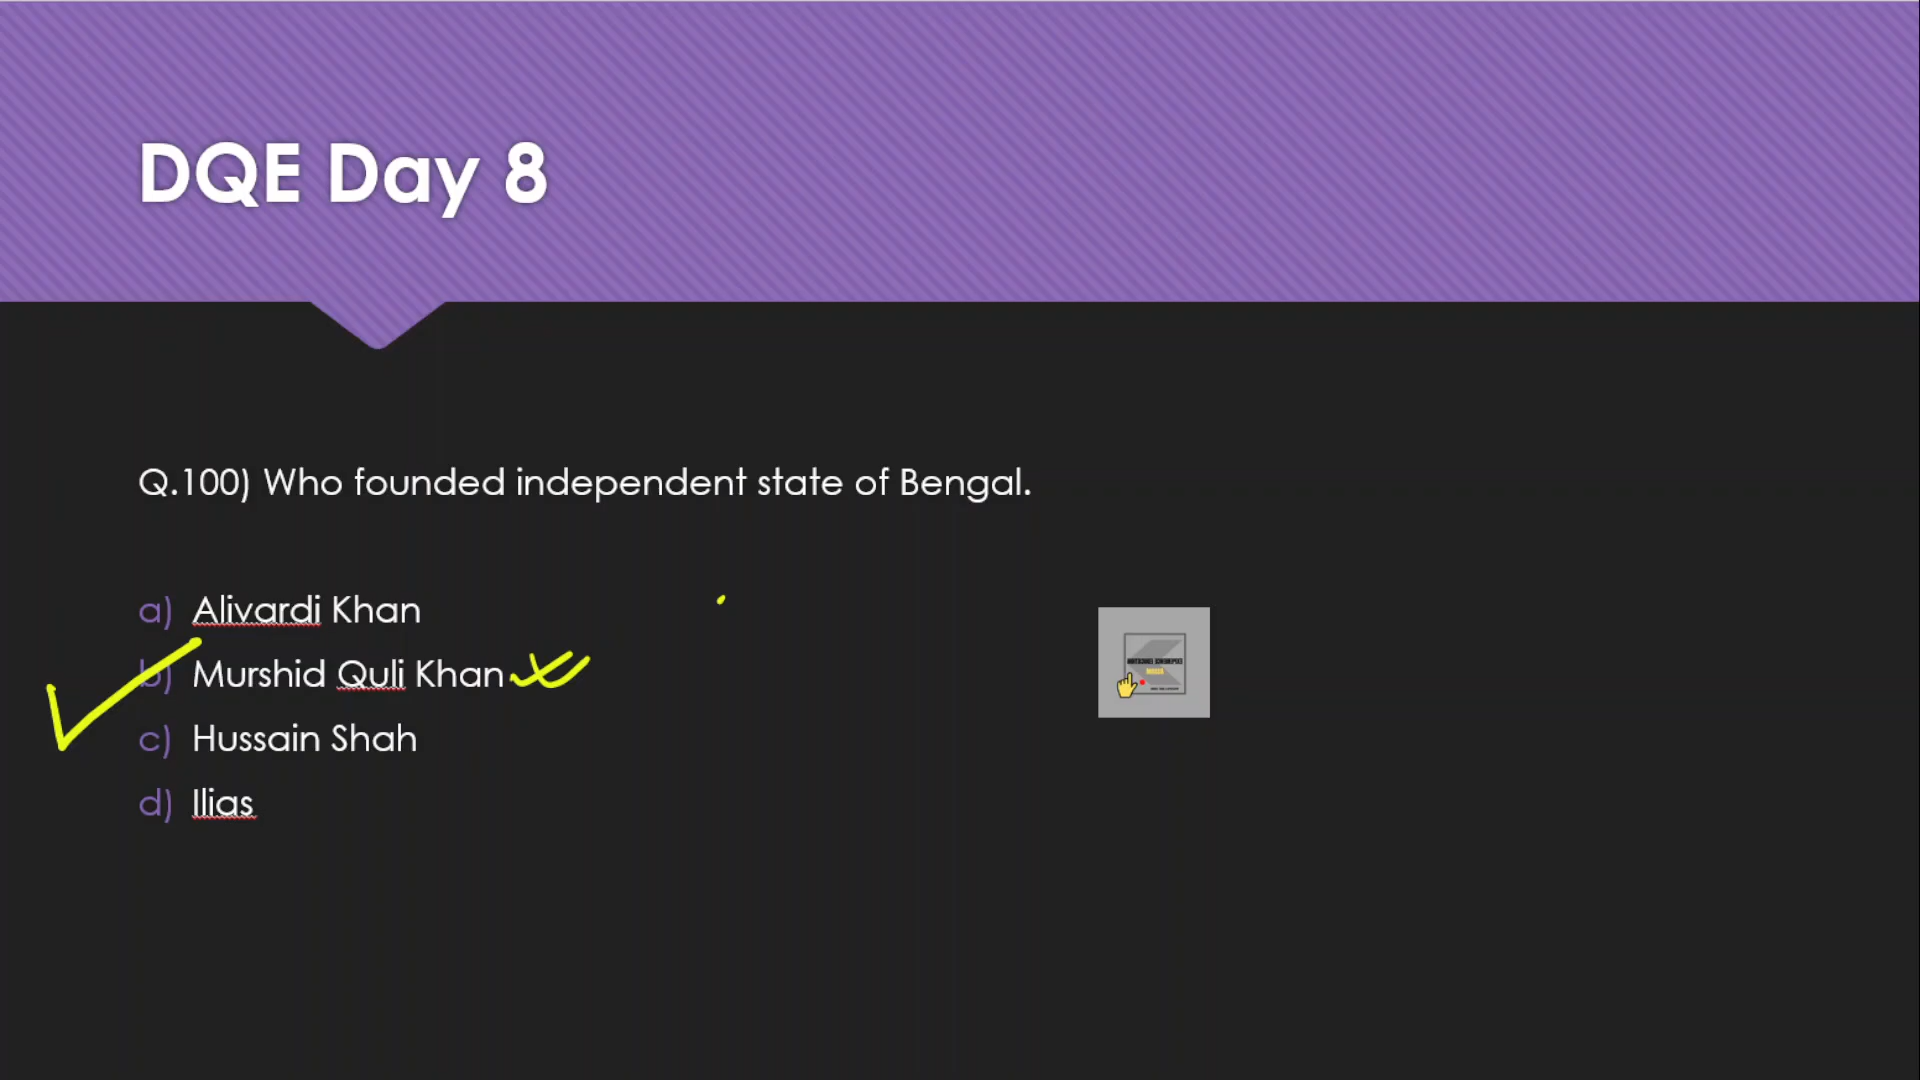 DQE Day 8
Q.100) Who founded independent state of Bengal.
a) Alivardi Khan
b) Murshid Quli Khan
c) Hussain Shah
d) Ilias